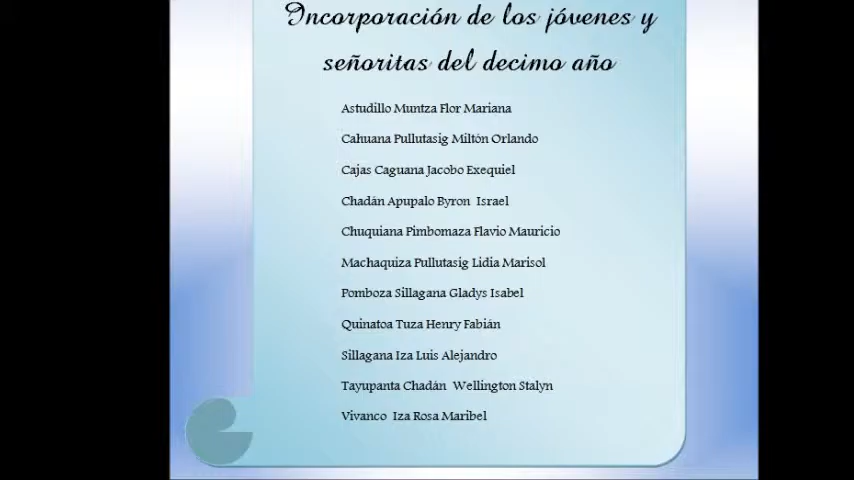 Incorporación de los jóvenes y
señoritas del decimo año
Astudillo Muntza Flor Mariana
Cahuana Pullutasig Miltón Orlando
Cajas Caguana Jacobo Exequiel
Chadán Apupalo Byron Israel
Chuquiana Pimbomaza Flavio Mauricio
Machaquiza Pullutasig Lidia Marisol
Pomboza Sillagana Gladys Isabel
Quinatoa Tuza Henry Fabián
Sillagana Iza Luis Alejandro
Tayupanta Chadán Wellington Stalyn
Vivanco Iza Rosa Maribel